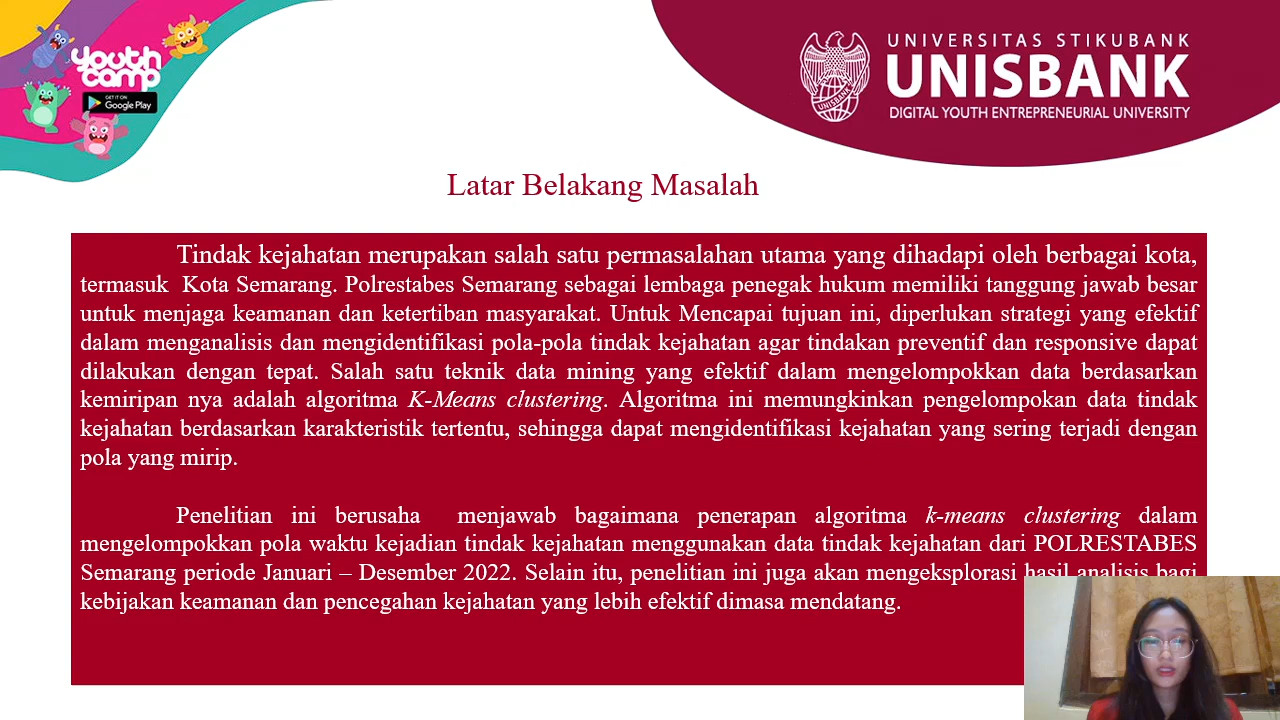 youth
camp
GET IT ON
Google Play
UNIVERSITAS STIKUBANK
UNISBANK
DIGITAL YOUTH ENTREPRENEURIAL UNIVERSITY
UNISBANK
Latar Belakang Masalah
Tindak kejahatan merupakan salah satu permasalahan utama yang dihadapi oleh berbagai kota,
termasuk Kota Semarang. Polrestabes Semarang sebagai lembaga penegak hukum memiliki tanggung jawab besar
untuk menjaga keamanan dan ketertiban masyarakat. Untuk Mencapai tujuan ini, diperlukan strategi yang efektif
dalam menganalisis dan mengidentifikasi pola-pola tindak kejahatan agar tindakan preventif dan responsive dapat
dilakukan dengan tepat. Salah satu teknik data mining yang efektif dalam mengelompokkan data berdasarkan
kemiripan nya adalah algoritma K-Means clustering. Algoritma ini memungkinkan pengelompokan data tindak
kejahatan berdasarkan karakteristik tertentu, sehingga dapat mengidentifikasi kejahatan yang sering terjadi dengan
pola yang mirip.
Penelitian ini berusaha menjawab bagaimana penerapan algoritma k-means clustering dalam
mengelompokkan pola waktu kejadian tindak kejahatan menggunakan data tindak kejahatan dari POLRESTABES
Semarang periode Januari – Desember 2022. Selain itu, penelitian ini juga akan mengeksplorasi hasil analisis bagi
kebijakan keamanan dan pencegahan kejahatan yang lebih efektif dimasa mendatang.